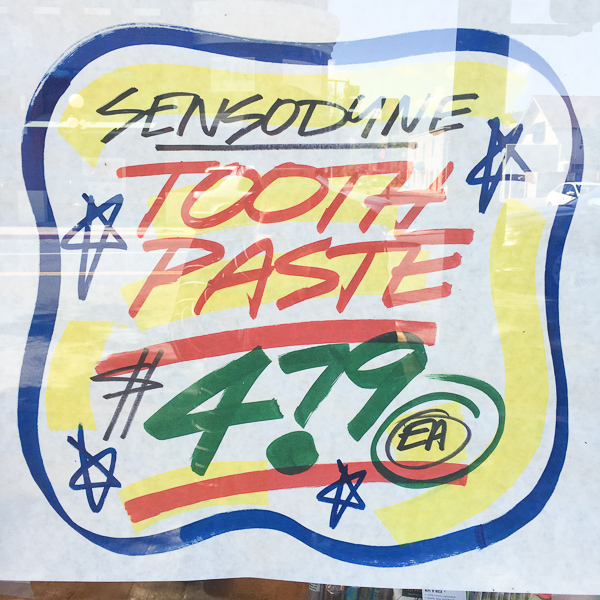 SENSODYNE
TOOTH
PASTE
$4.79 EA